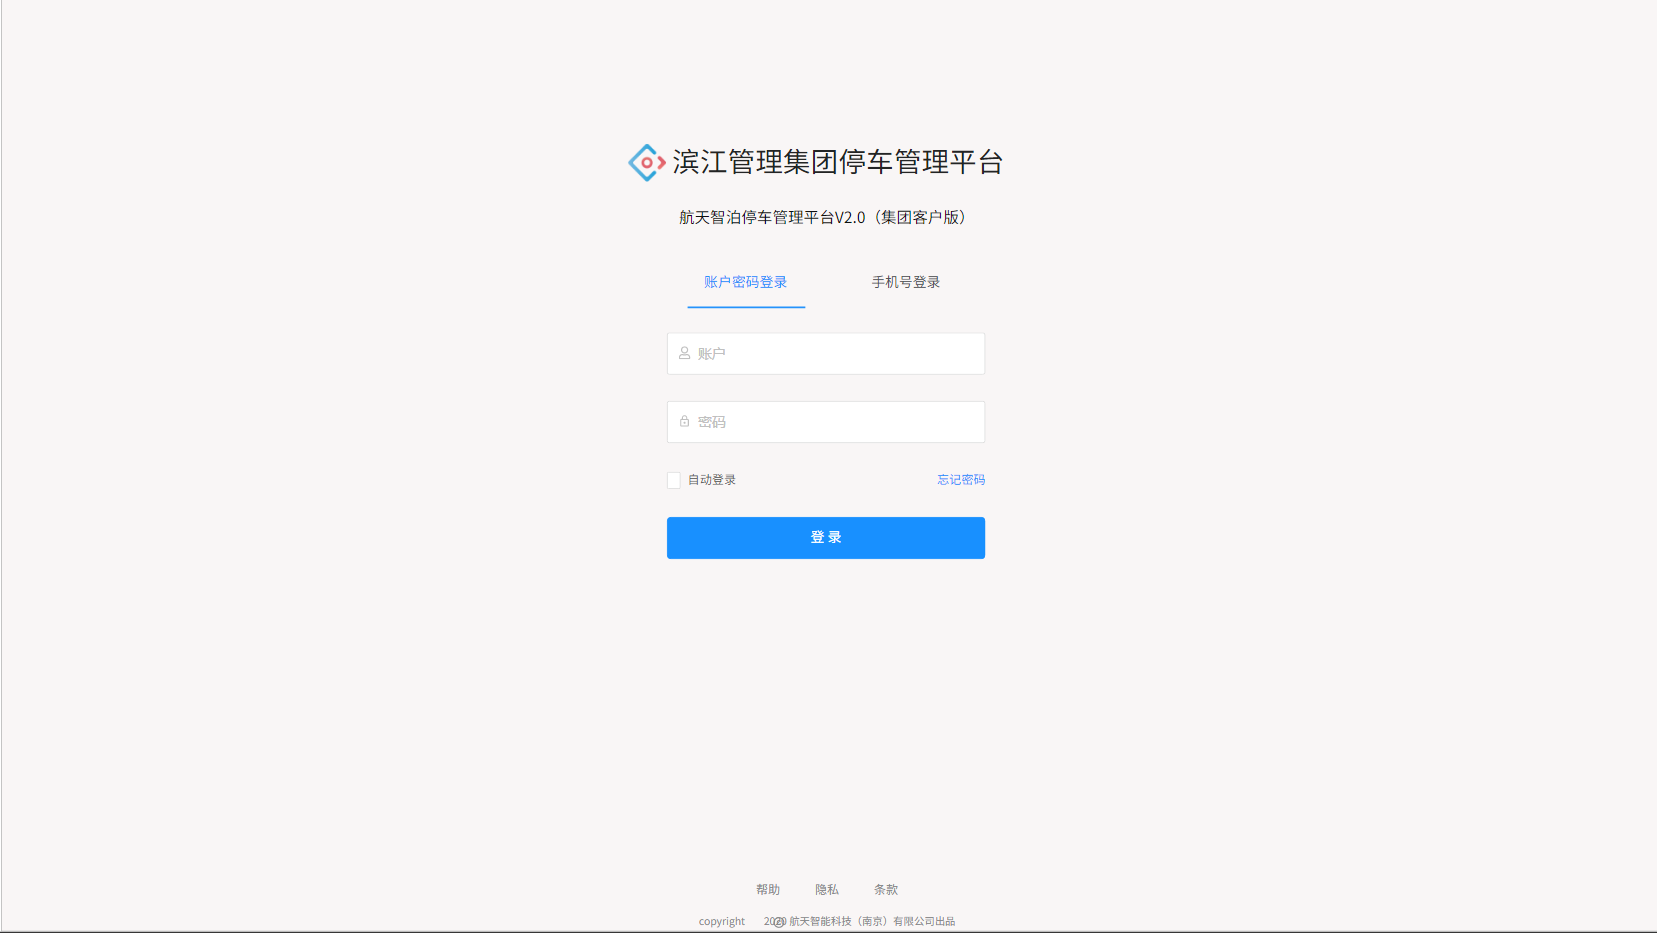 滨江管理集团停车管理平台
航天智泊停车管理平台V2.0（集团客户版）
账户密码登录 手机号登录
账户
密码
自动登录 忘记密码
登 录
帮助 隐私 条款
copyright © 2020 航天智能科技（南京）有限公司出品